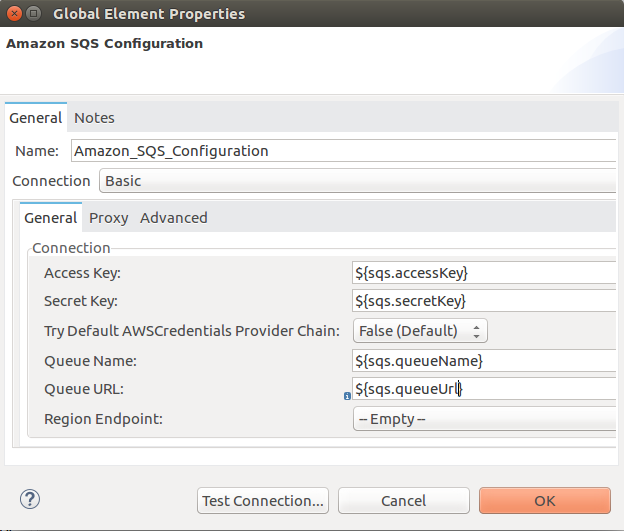 Global Element Properties
Amazon SQS Configuration
General Notes
Name: Amazon_SQS_Configuration
Connection Basic
General Proxy Advanced
Connection
Access Key: ${sqs.accessKey}
Secret Key: ${sqs.secretKey}
Try Default AWSCredentials Provider Chain: False (Default)
Queue Name: ${sqs.queueName}
Queue URL: ${sqs.queueUrl}
Region Endpoint: -- Empty --
? Test Connection... Cancel OK